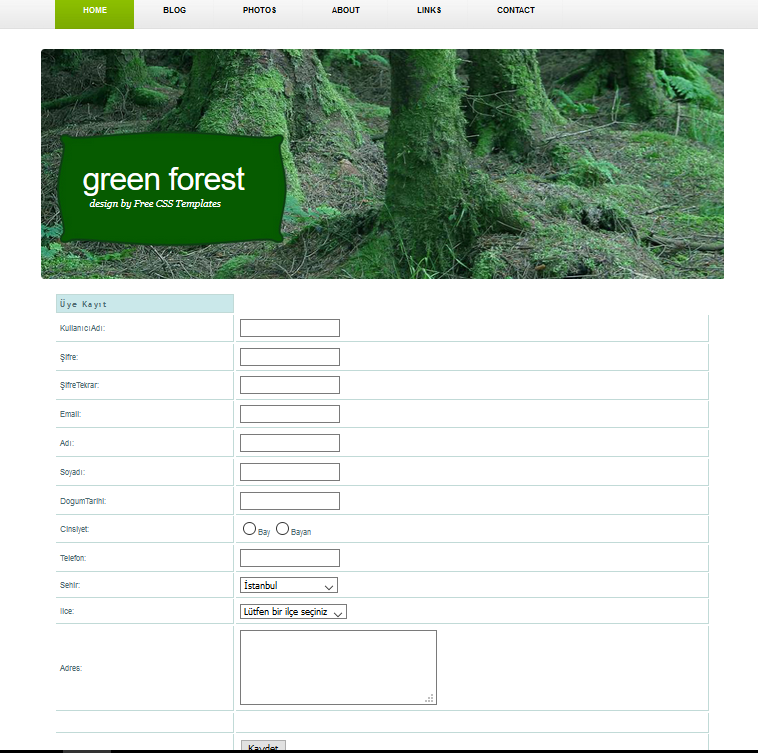 HOME BLOG PHOTOS ABOUT LINKS CONTACT
green forest
design by Free CSS Templates
Üye Kayıt
KullanıcıAdı:
Şifre:
ŞifreTekrar:
Email:
Adı:
Soyadı:
DogumTarihi:
Cinsiyet: Bay Bayan
Telefon:
Sehir: İstanbul
Ilce: Lütfen bir ilçe seçiniz
Adres:
Kaydet